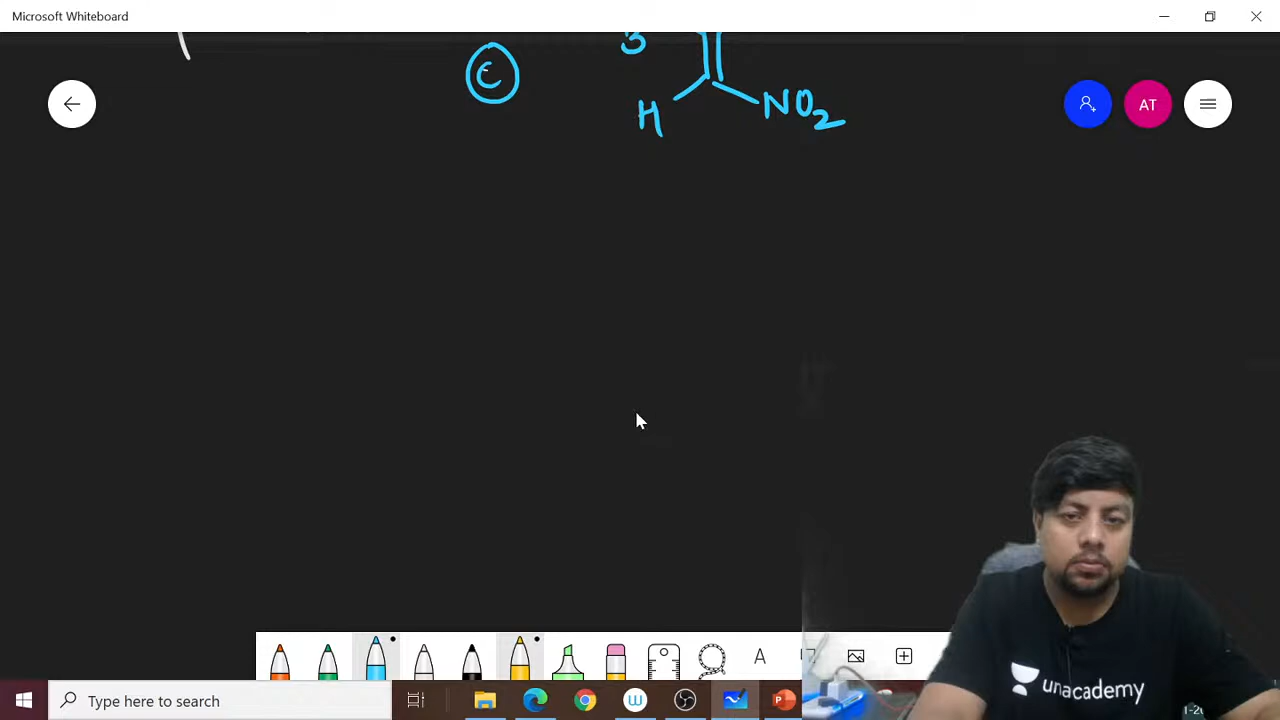 Microsoft Whiteboard
3
C
H
NO2
AT
A
Type here to search
unacademy